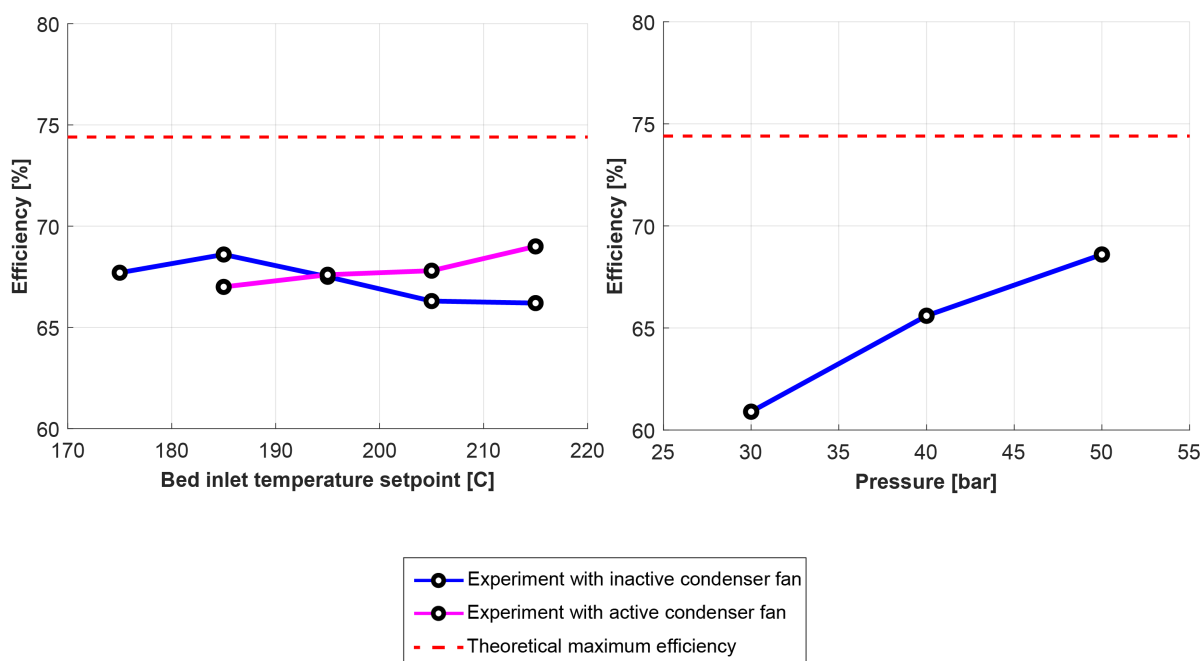 80
75
70
65
60
Efficiency [%]
170 180 190 200 210 220
Bed inlet temperature setpoint [C]
80
75
70
65
60
Efficiency [%]
25 30 35 40 45 50 55
Pressure [bar]
Experiment with inactive condenser fan
Experiment with active condenser fan
Theoretical maximum efficiency